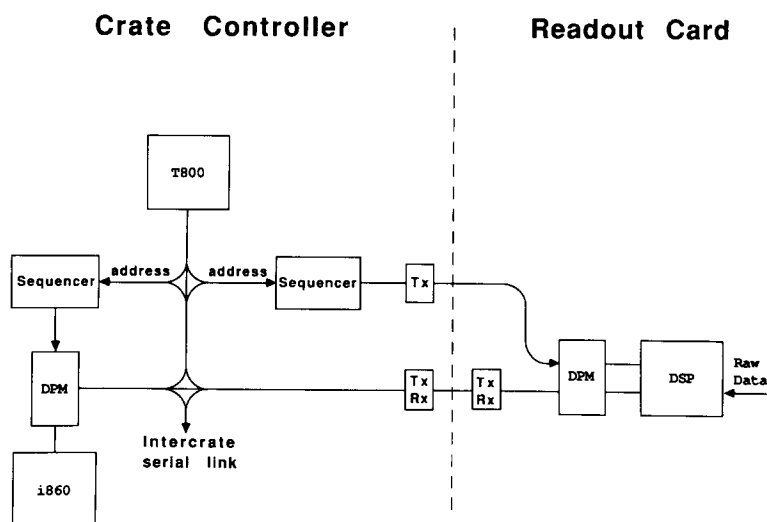 Crate Controller
Readout Card
T800
Sequencer
address
address
Sequencer
Tx
DPM
Tx
Rx
Tx
Rx
DPM
DSP
Raw
Data
Intercrate
serial link
i860